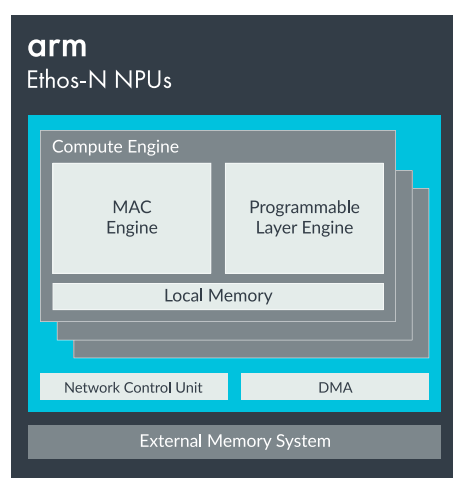 arm
Ethos-N NPUs
Compute Engine
MAC
Engine
Programmable
Layer Engine
Local Memory
Network Control Unit
DMA
External Memory System